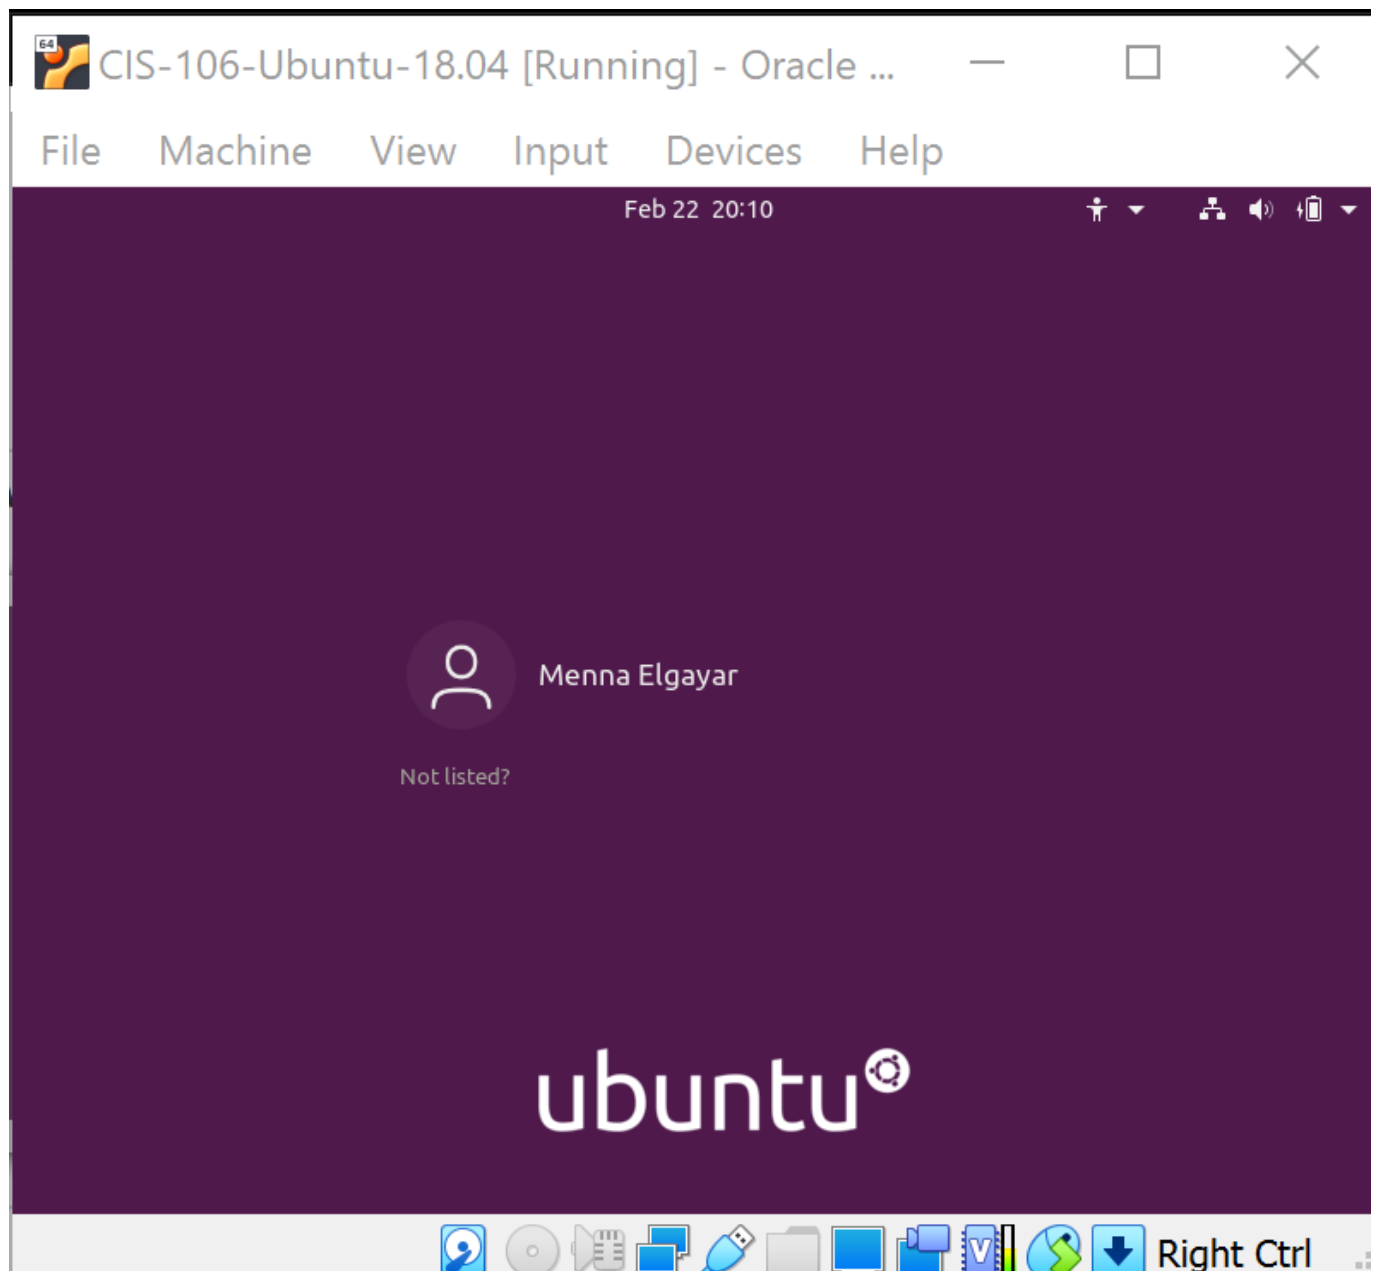 64
CIS-106-Ubuntu-18.04 [Running] - Oracle ...
File Machine View Input Devices Help
Feb 22 20:10
Menna Elgayar
Not listed?
ubuntu
V
Right Ctrl